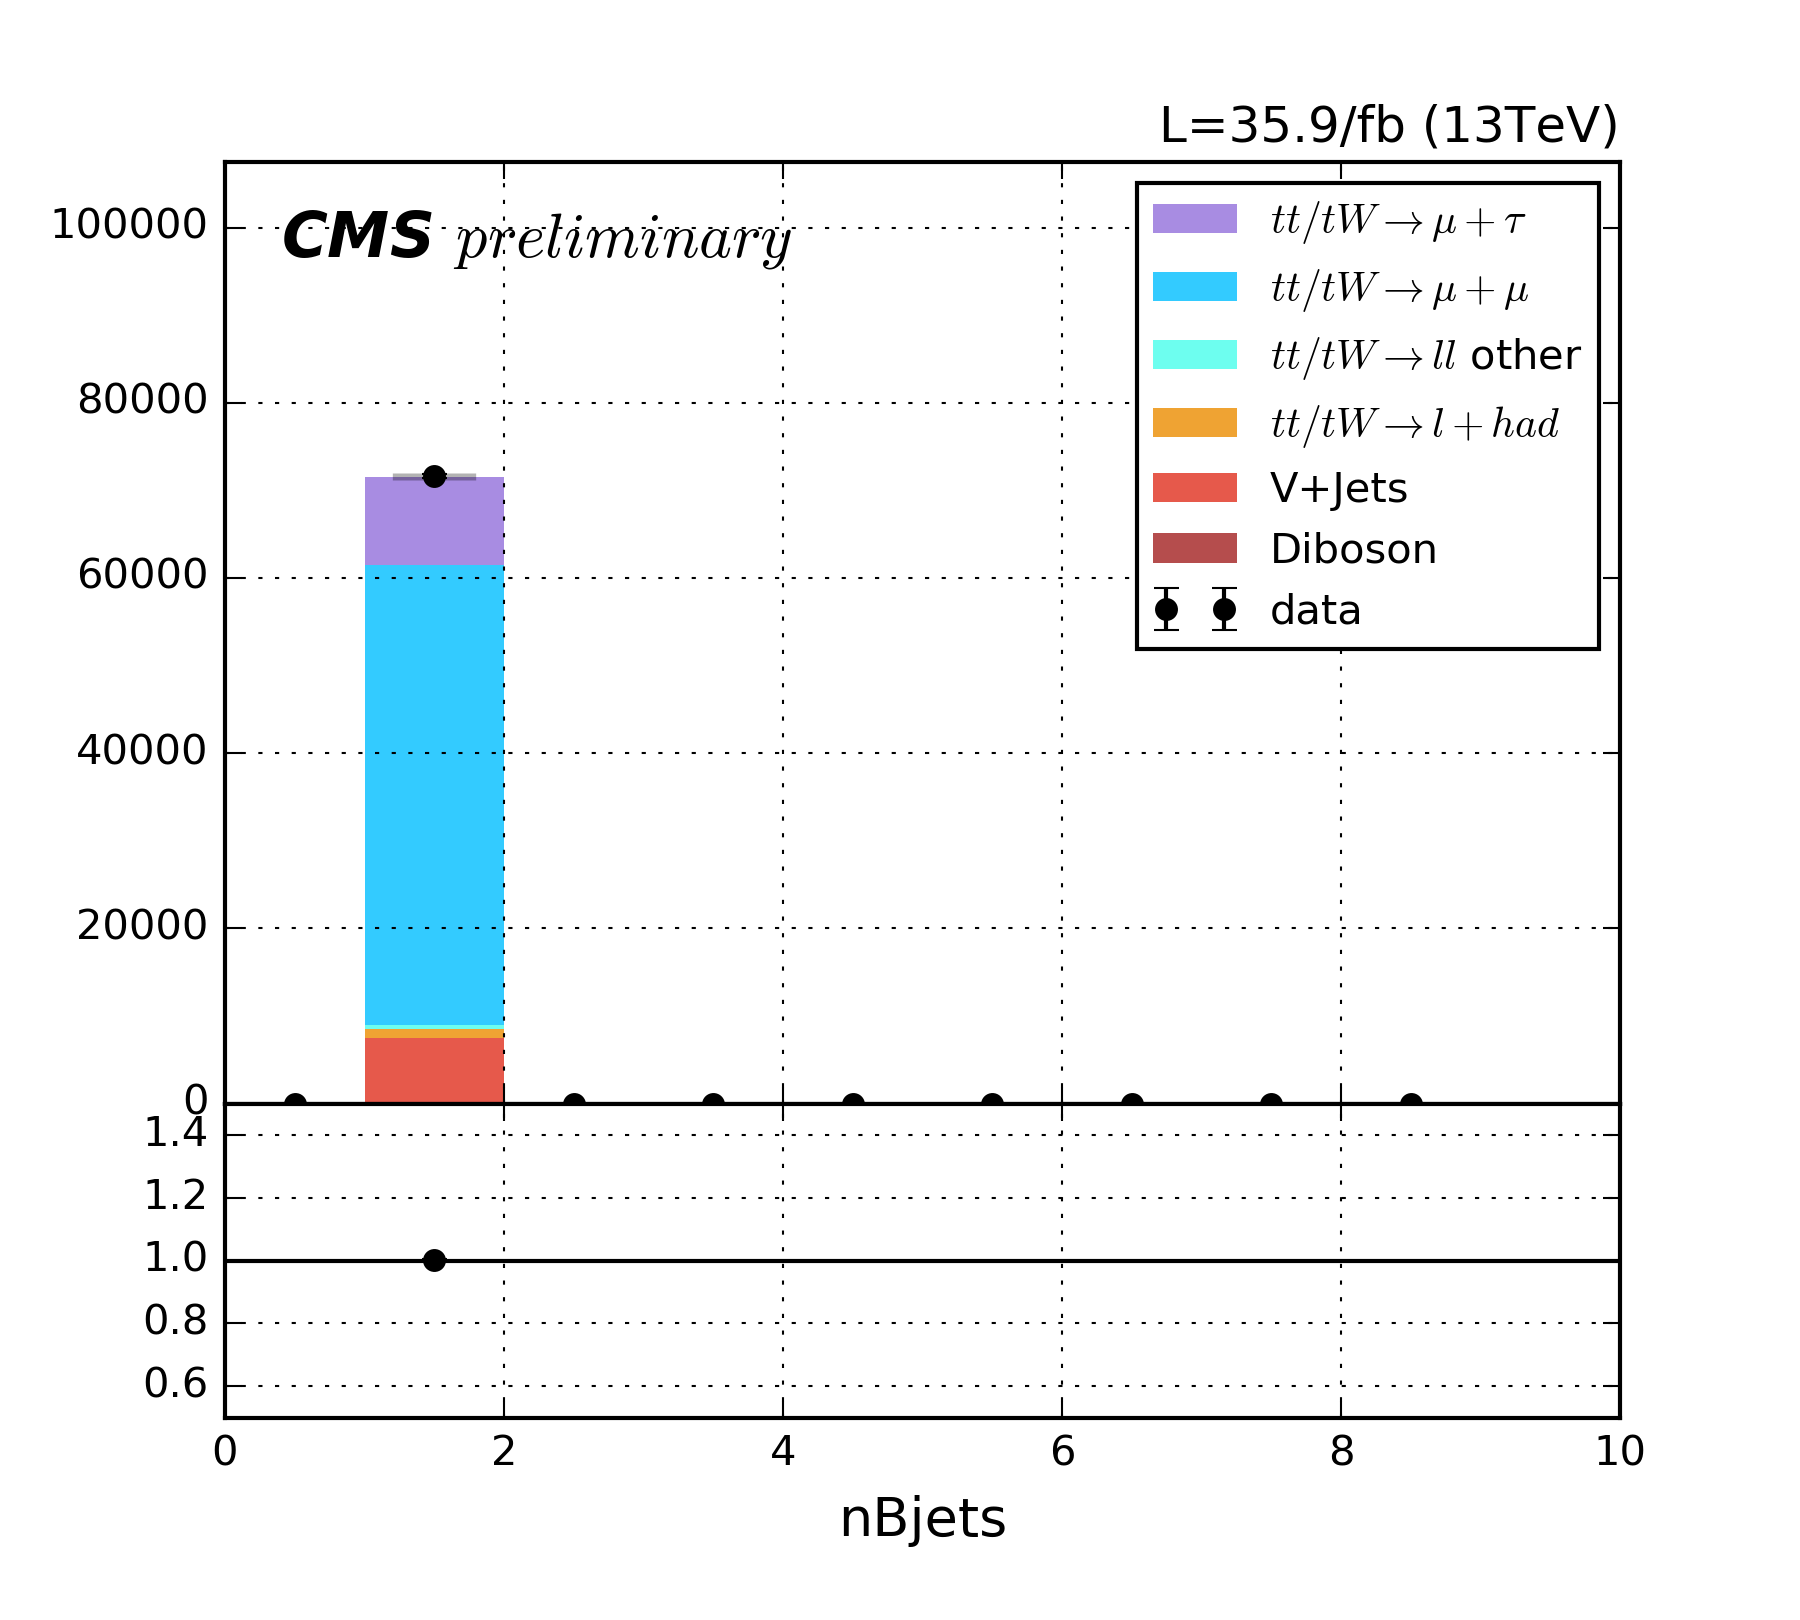 L=35.9/fb (13TeV)
CMS preliminary
100000
80000
60000
40000
20000
0
tt/tW→μ+τ
tt/tW→μ+μ
tt/tW→ll other
tt/tW→l+had
V+Jets
Diboson
data
1.4
1.2
1.0
0.8
0.6
0 2 4 6 8 10
nBjets